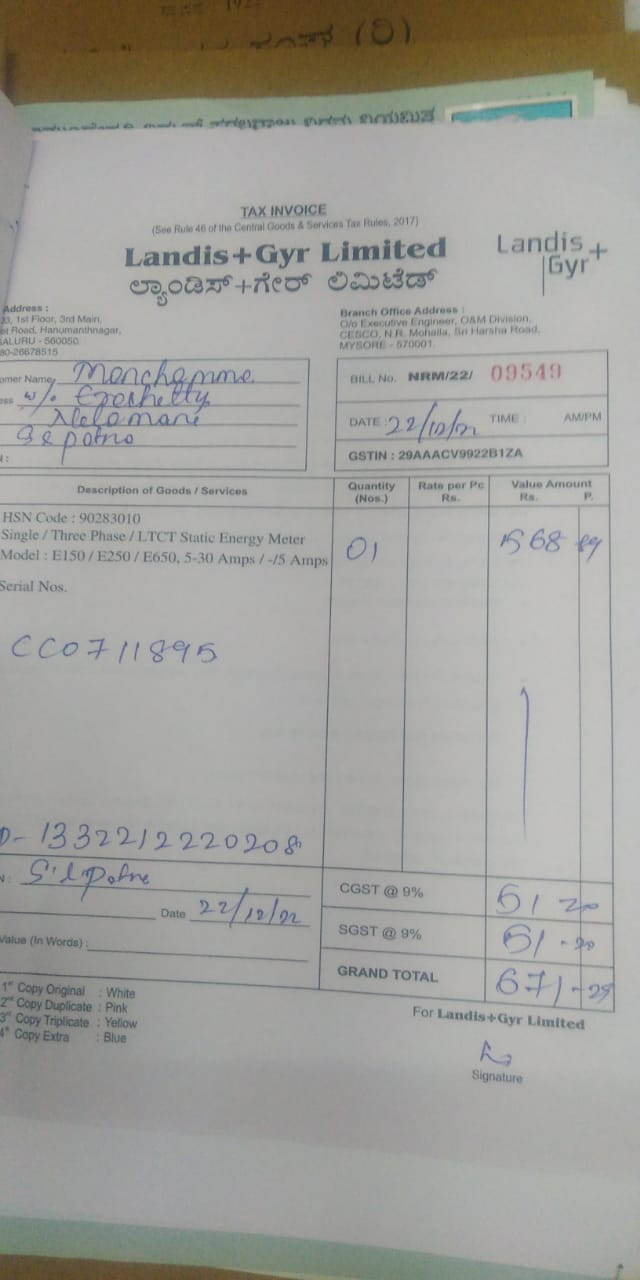 TAX INVOICE
(See Rule 46 of the Central Goods & Services Tax Rules, 2017)
Landis+Gyr Limited
ಲ್ಯಾಂಡಿಸ್+ಗೇರ್ ಲಿಮಿಟೆಡ್
Landis+
Gyr
Address :
1st Floor, 3rd Main,
Road, Hanumanthnagar,
560050.
80-26678515
Branch Office Address :
O/o Executive Engineer, O&M Division,
CESCO, N.R. Mohalla, Sri Harsha Road,
MYSORE - 570001.
Name Manchamma
w/o
BILL No. NRM/22/ 09549
DATE : 22/12/22 TIME : AM/PM
GSTIN : 29AAACV9922B1ZA
Description of Goods / Services Quantity (Nos.) Rate per Pc Rs. Value Amount Rs. P.
HSN Code : 90283010
Single / Three Phase / LTCT Static Energy Meter
Model : E150 / E250 / E650, 5-30 Amps / -/5 Amps
01 568 89
Serial Nos.
CC0711895
1332212220208
CGST @ 9% 51 20
Date 22/12/22
SGST @ 9% 51-20
Value (In Words) :
GRAND TOTAL 671-29
1st Copy Original : White
2nd Copy Duplicate : Pink
3rd Copy Triplicate : Yellow
4th Copy Extra : Blue
For Landis+Gyr Limited
Signature